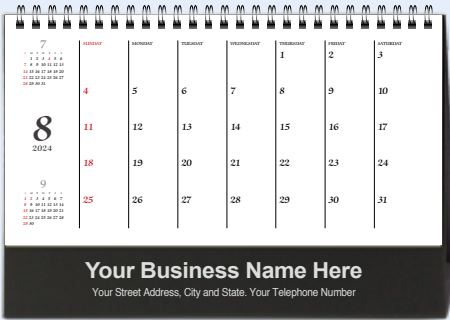 7
8
2024
9
SUNDAY MONDAY TUESDAY WEDNESDAY THURSDAY FRIDAY SATURDAY
1 2 3
4 5 6 7 8 9 10
11 12 13 14 15 16 17
18 19 20 21 22 23 24
25 26 27 28 29 30 31
Your Business Name Here
Your Street Address, City and State. Your Telephone Number